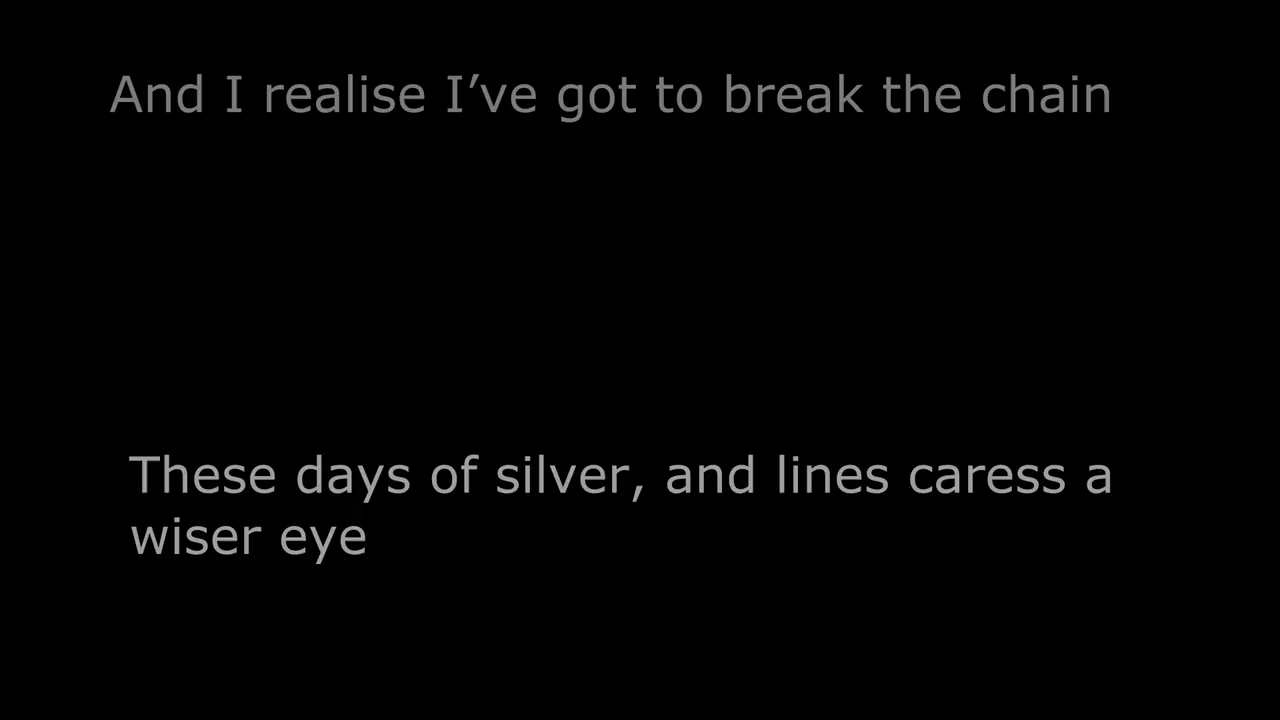 And I realise I’ve got to break the chain
These days of silver, and lines caress a
wiser eye